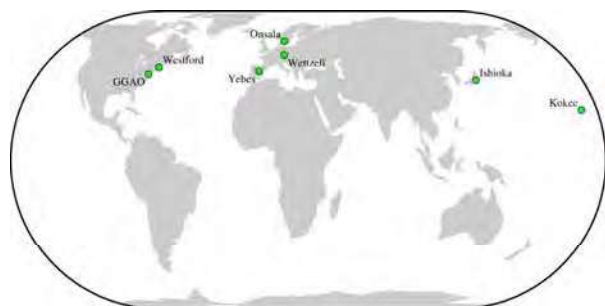 Onsala
Westford
Wettzell
GGAO
Yebes
Ishioka
Kokee